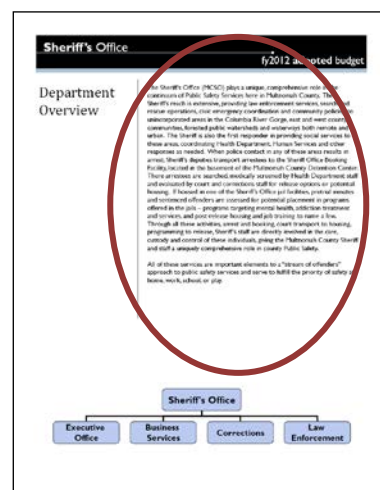 Sheriff's Office
fy2012 adopted budget
Department
Overview
The Sheriff's Office (MCSO) plays a unique, comprehensive role in the
continuum of Public Safety Services here in Multnomah County. The
Sheriff's reach is extensive, providing law enforcement services, search and
rescue operations, civic emergency coordination and community policing to
unincorporated areas in the Columbia River Gorge, east and west county
communities, forested public watersheds and waterways both remote and
urban. The Sheriff is also the first responder in providing social services to
these areas, coordinating Health Department, Human Services and other
responses as needed. When police contact in any of these areas results in
arrest, Sheriff's deputies transport arrestees to the Sheriff Office Booking
Facility, located in the basement of the Multnomah County Detention Center.
There arrestees are searched, medically screened by Health Department staff
and evaluated by court and corrections staff for release options or potential
housing. If housed in one of the Sheriff's Office jail facilities, pretrial inmates
and sentenced offenders are assessed for potential placement in programs
offered in the jails – programs targeting mental health, addiction treatment
and services, and post release housing and job training to name a few.
Through all these activities, arrest and booking, court transport to housing,
programming to release, Sheriff's staff are directly involved in the care,
custody and control of these individuals, giving the Multnomah County Sheriff
and staff a uniquely comprehensive role in county Public Safety.
All of these services are important elements to a "stream of offenders"
approach to public safety services and serve to fulfill the priority of safety at
home, work, school, or play.
Sheriff's Office
Executive
Office
Business
Services
Corrections
Law
Enforcement